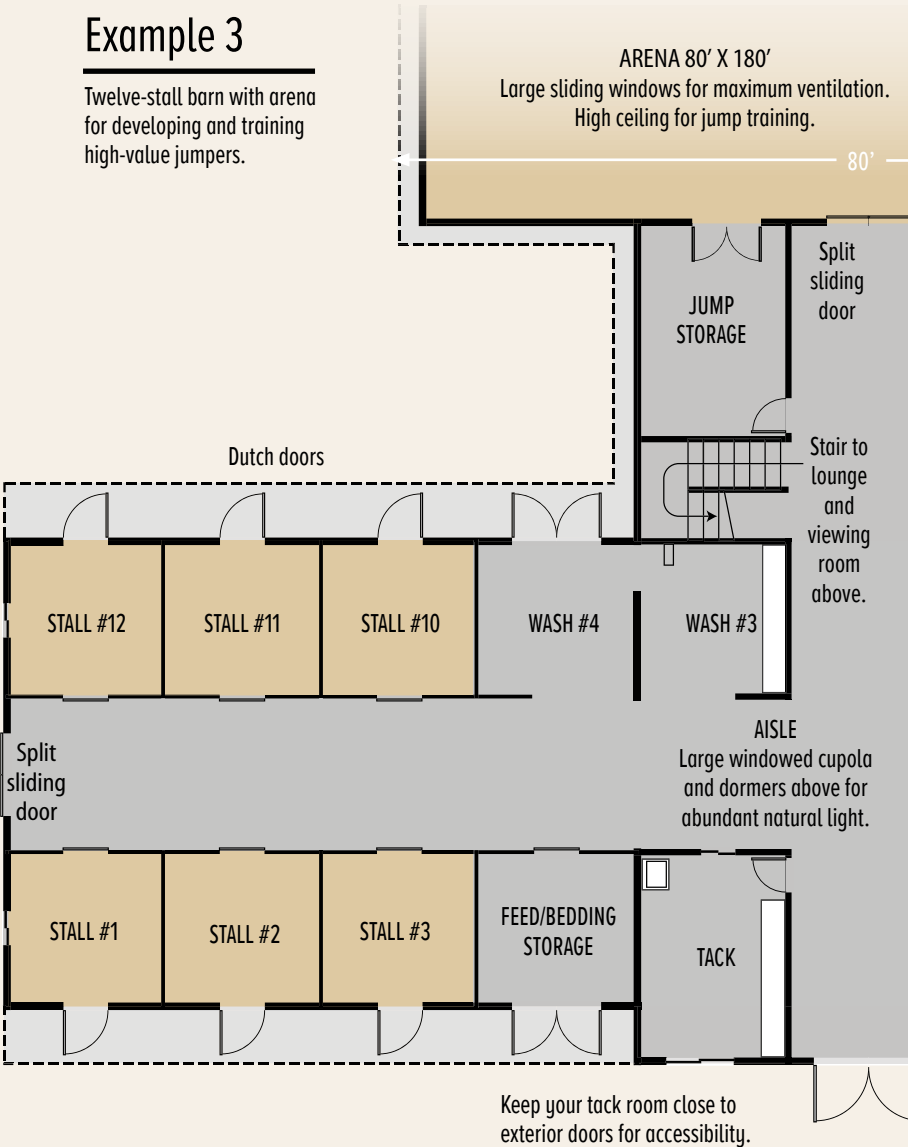 Example 3
Twelve-stall barn with arena
for developing and training
high-value jumpers.
ARENA 80’ X 180’
Large sliding windows for maximum ventilation.
High ceiling for jump training.
80’
Split
sliding
door
JUMP
STORAGE
Dutch doors
Stair to
lounge
and
viewing
room
above.
STALL #12
STALL #11
STALL #10
WASH #4
WASH #3
Split
sliding
door
AISLE
Large windowed cupola
and dormers above for
abundant natural light.
STALL #1
STALL #2
STALL #3
FEED/BEDDING
STORAGE
TACK
Keep your tack room close to
exterior doors for accessibility.